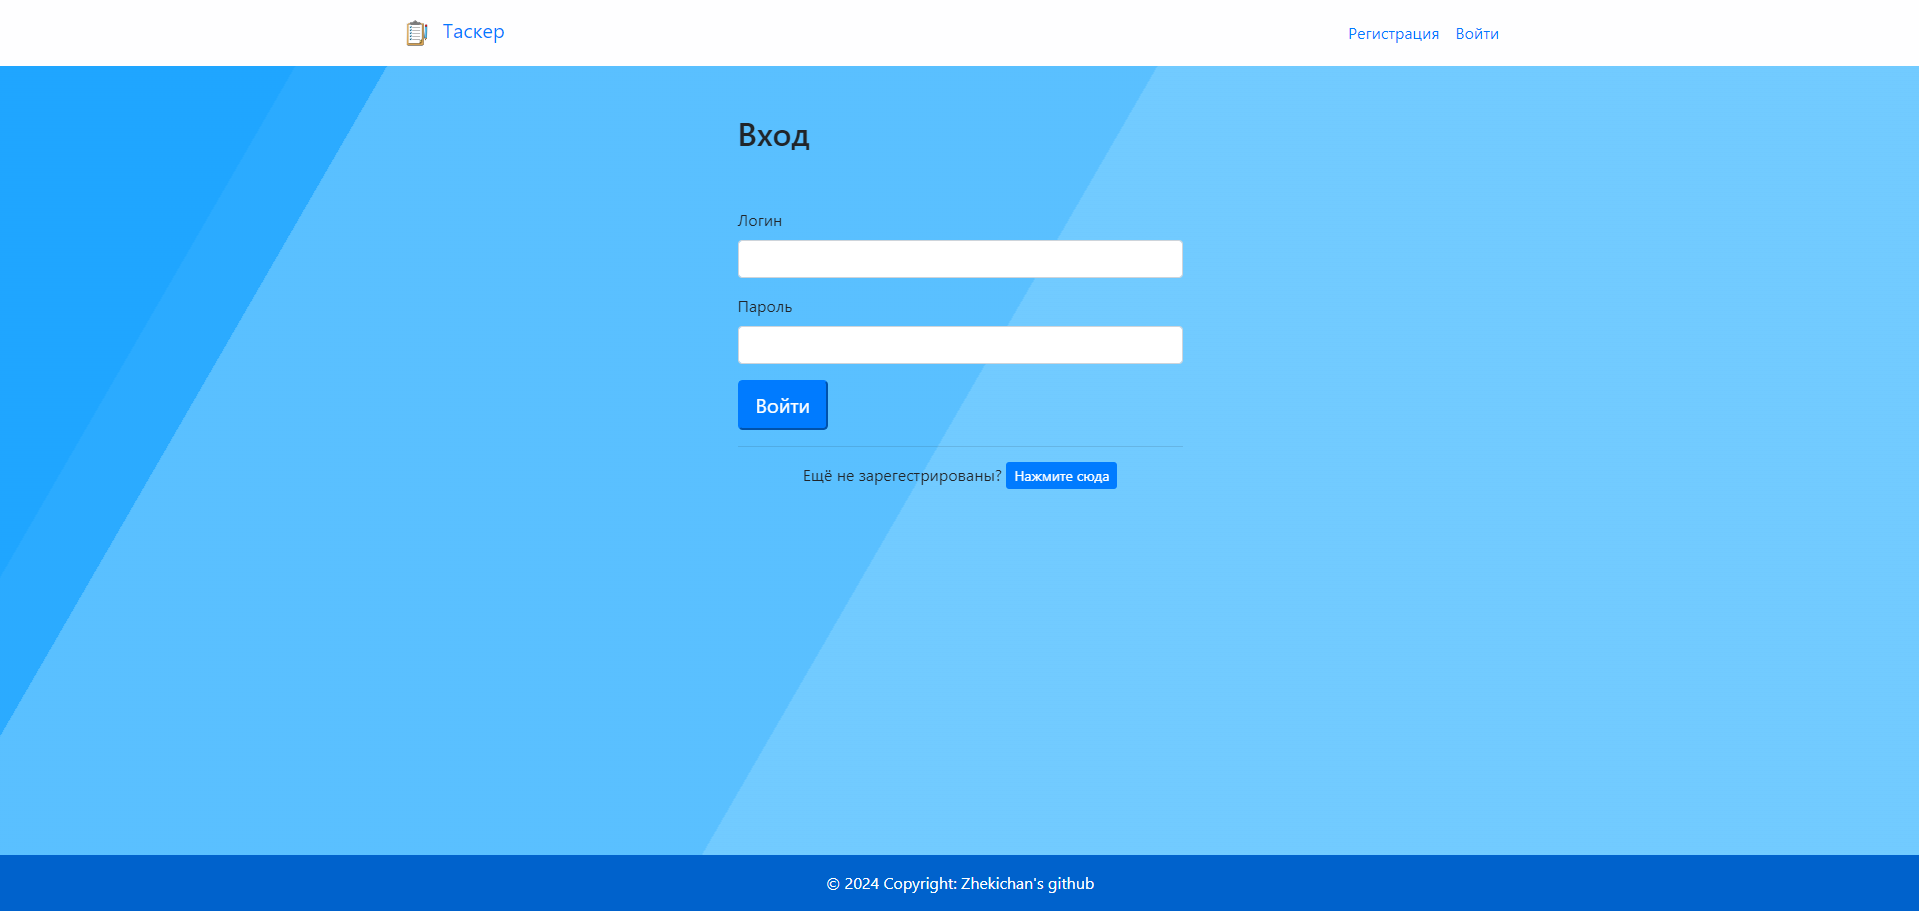 Таскер
Регистрация Войти
Вход
Логин
Пароль
Войти
Ещё не зарегестрированы? Нажмите сюда
© 2024 Copyright: Zhekichan's github